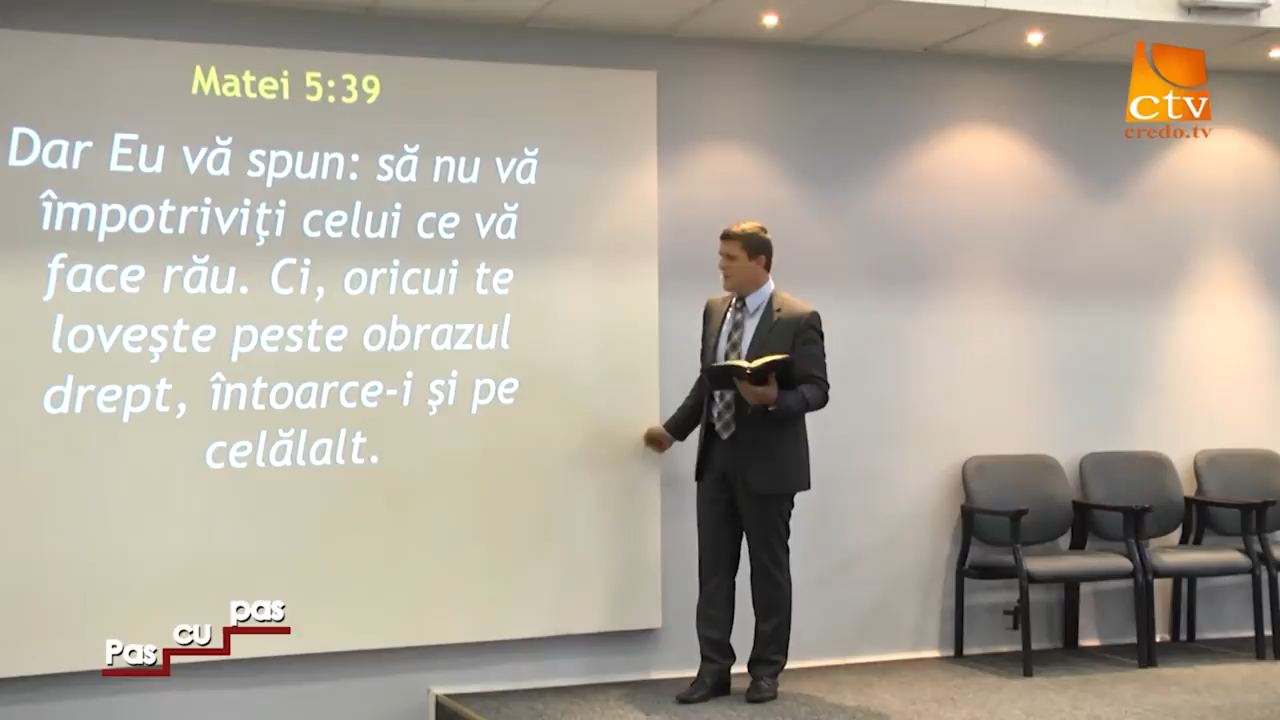 Matei 5:39
Dar Eu vă spun: să nu vă
împotriviţi celui ce vă
face rău. Ci, oricui te
loveşte peste obrazul
drept, întoarce-i şi pe
celălalt.
ctv
credo.tv
Pas cu pas